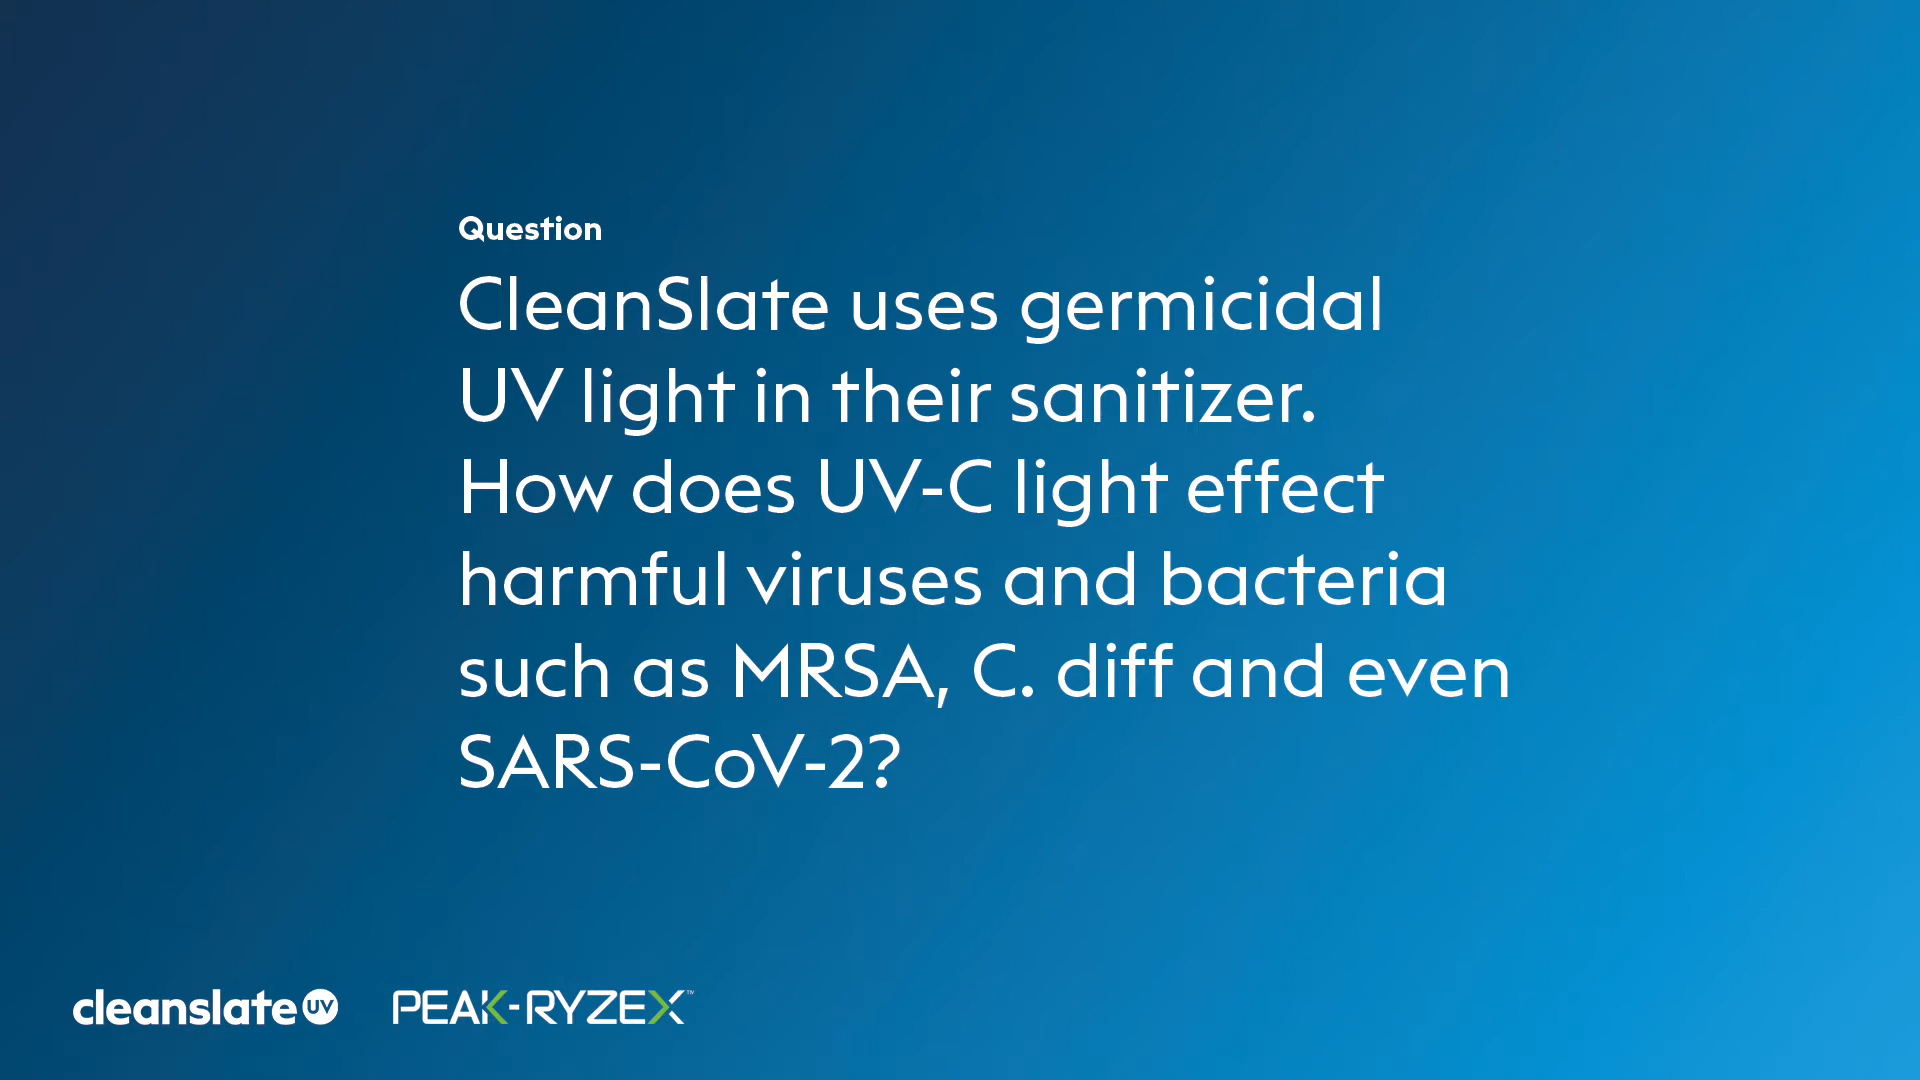 Question
CleanSlate uses germicidal
UV light in their sanitizer.
How does UV-C light effect
harmful viruses and bacteria
such as MRSA, C. diff and even
SARS-CoV-2?
cleanslate UV
PEAK-RYZEX™